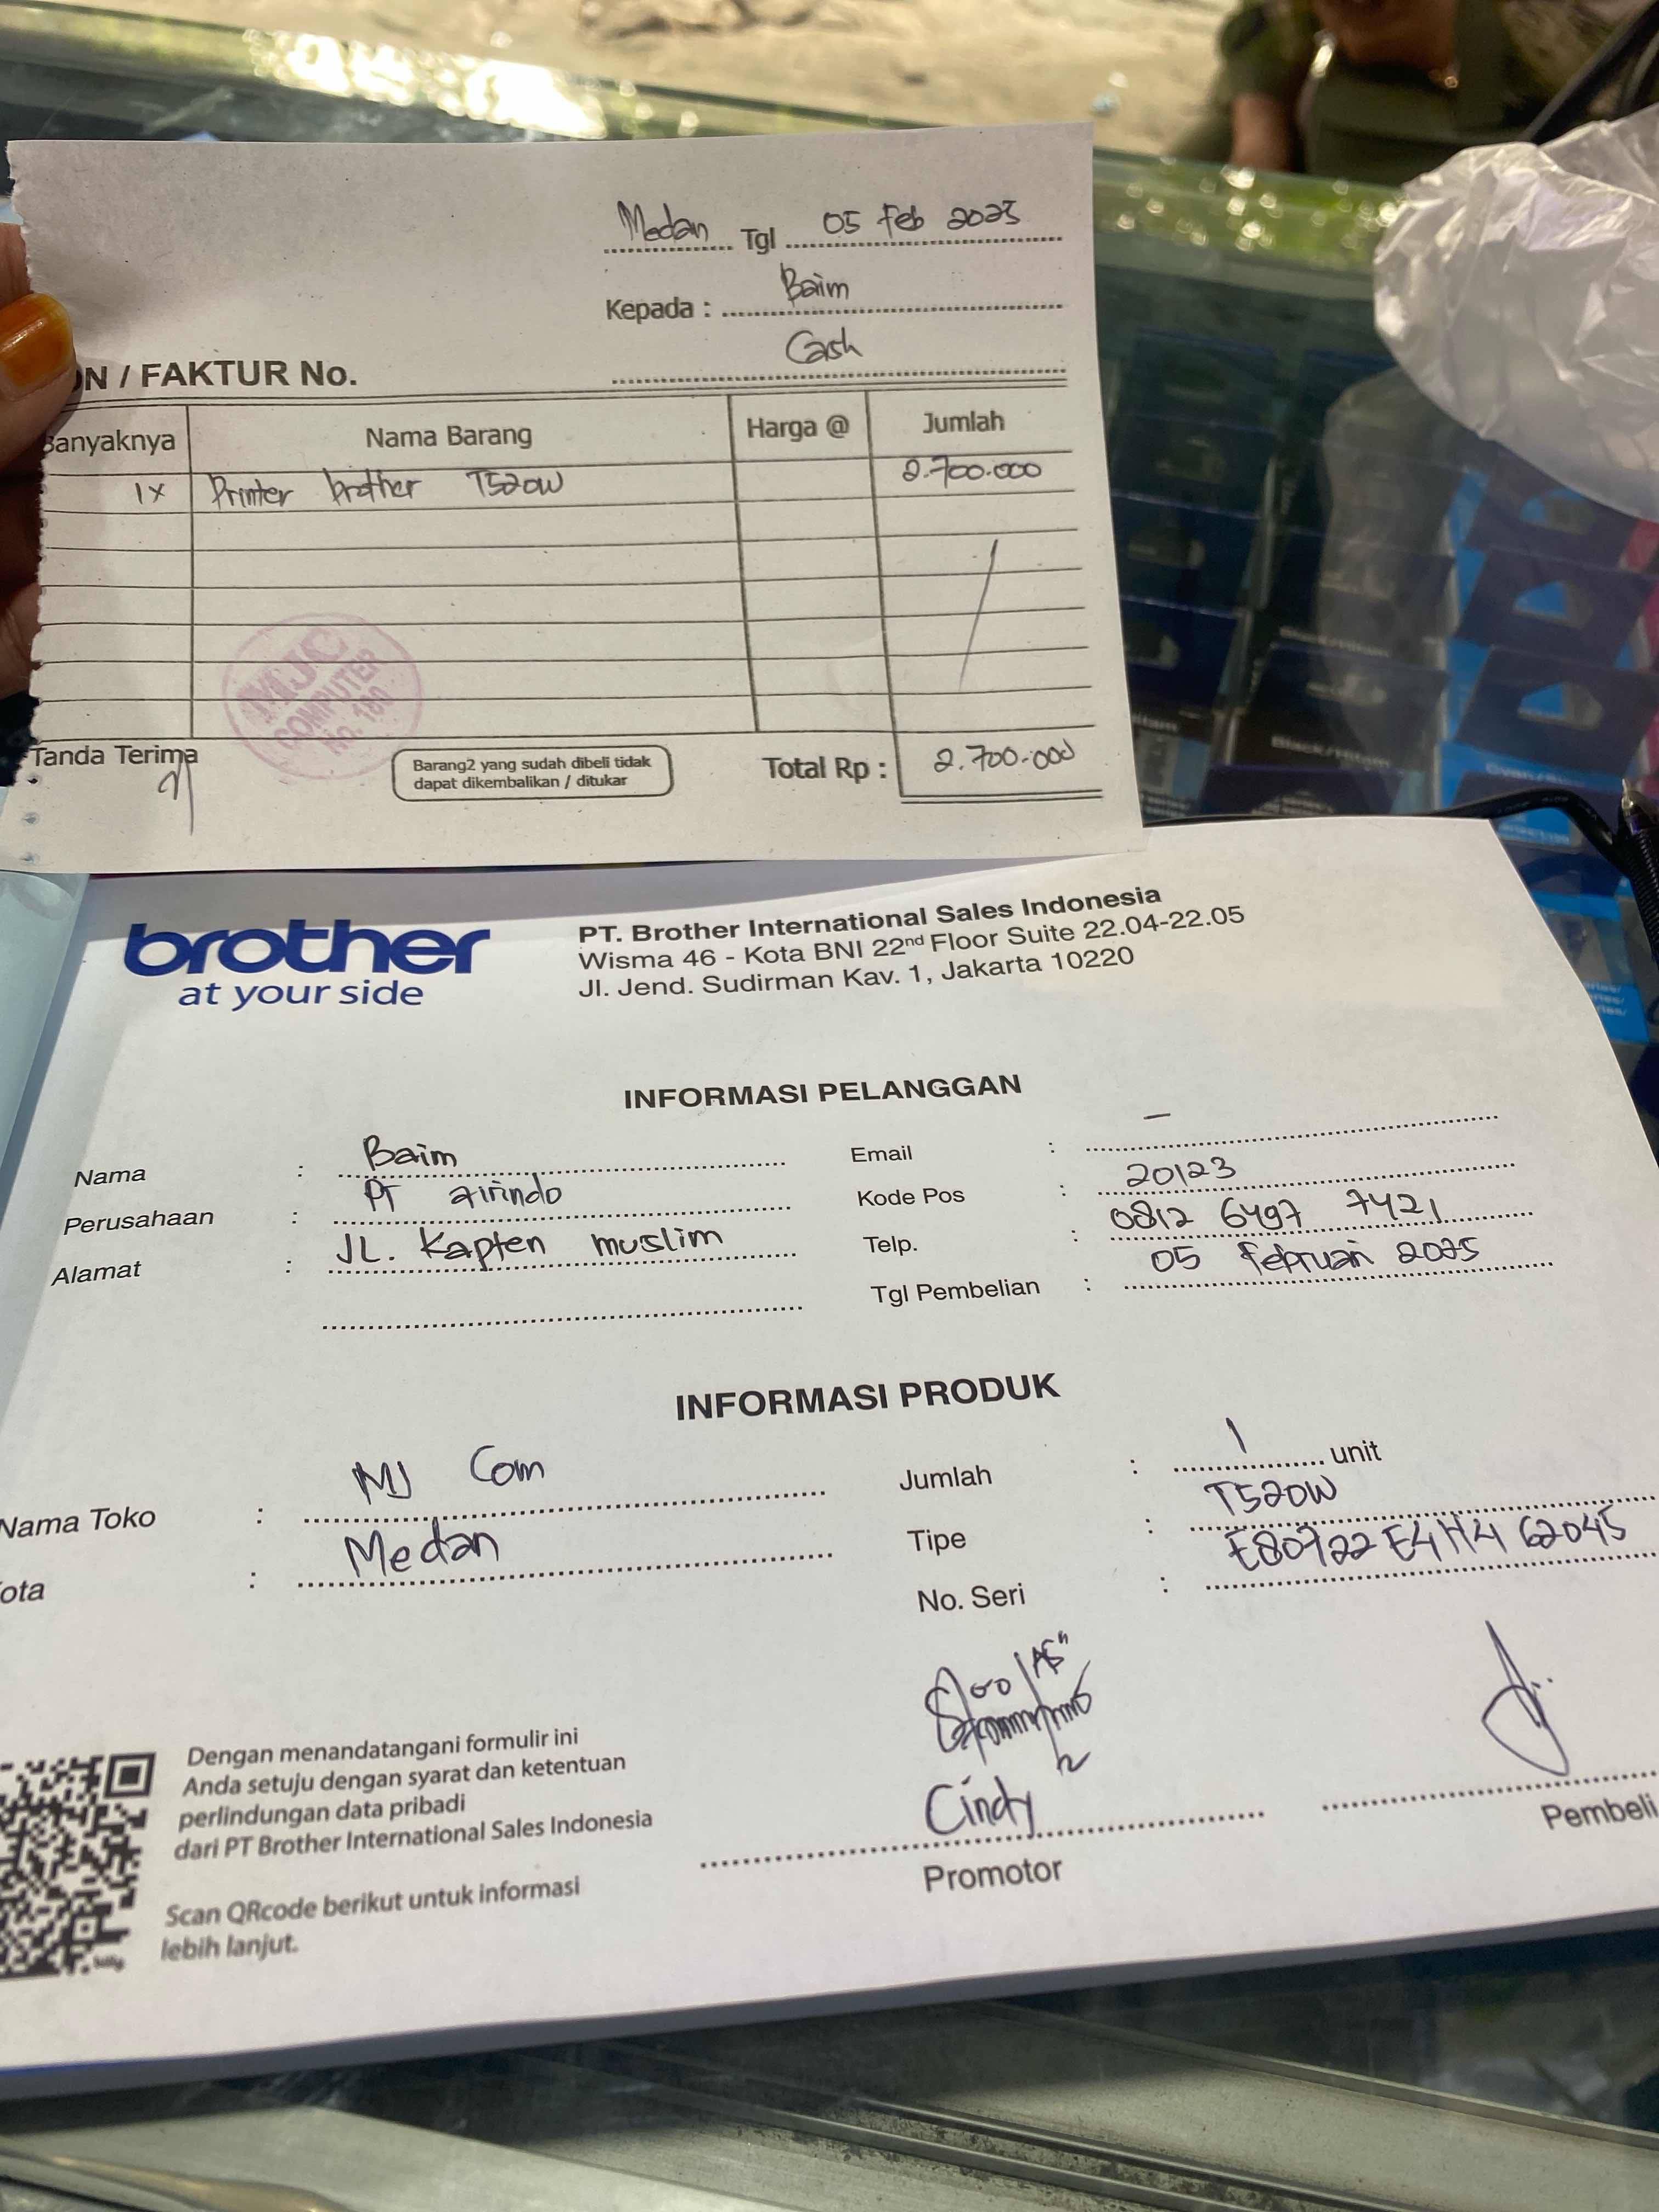 Medan Tgl 05 Feb 2025
Kepada : Baim
Cash
ON / FAKTUR No.
Banyaknya Nama Barang Harga @ Jumlah
1x Printer brother T520W 2.700.000
MJC
COMPUTER
No. 180
Tanda Terima
Barang2 yang sudah dibeli tidak
dapat dikembalikan / ditukar
Total Rp : 2.700.000
brother
at your side
PT. Brother International Sales Indonesia
Wisma 46 - Kota BNI 22nd Floor Suite 22.04-22.05
Jl. Jend. Sudirman Kav. 1, Jakarta 10220
INFORMASI PELANGGAN
Nama : Baim
Perusahaan : PT airindo
Alamat : JL. Kapten muslim
Email : -
Kode Pos : 20123
Telp. : 0812 6497 7421
Tgl Pembelian : 05 Februari 2025
INFORMASI PRODUK
Nama Toko : MJ Com
ota : Medan
Jumlah : 1 unit
Tipe : T520W
No. Seri : E80722E4H462045
Cindy
Promotor
Pembeli
Dengan menandatangani formulir ini
Anda setuju dengan syarat dan ketentuan
perlindungan data pribadi
dari PT Brother International Sales Indonesia
Scan QRcode berikut untuk informasi
lebih lanjut.
Black/Hitam